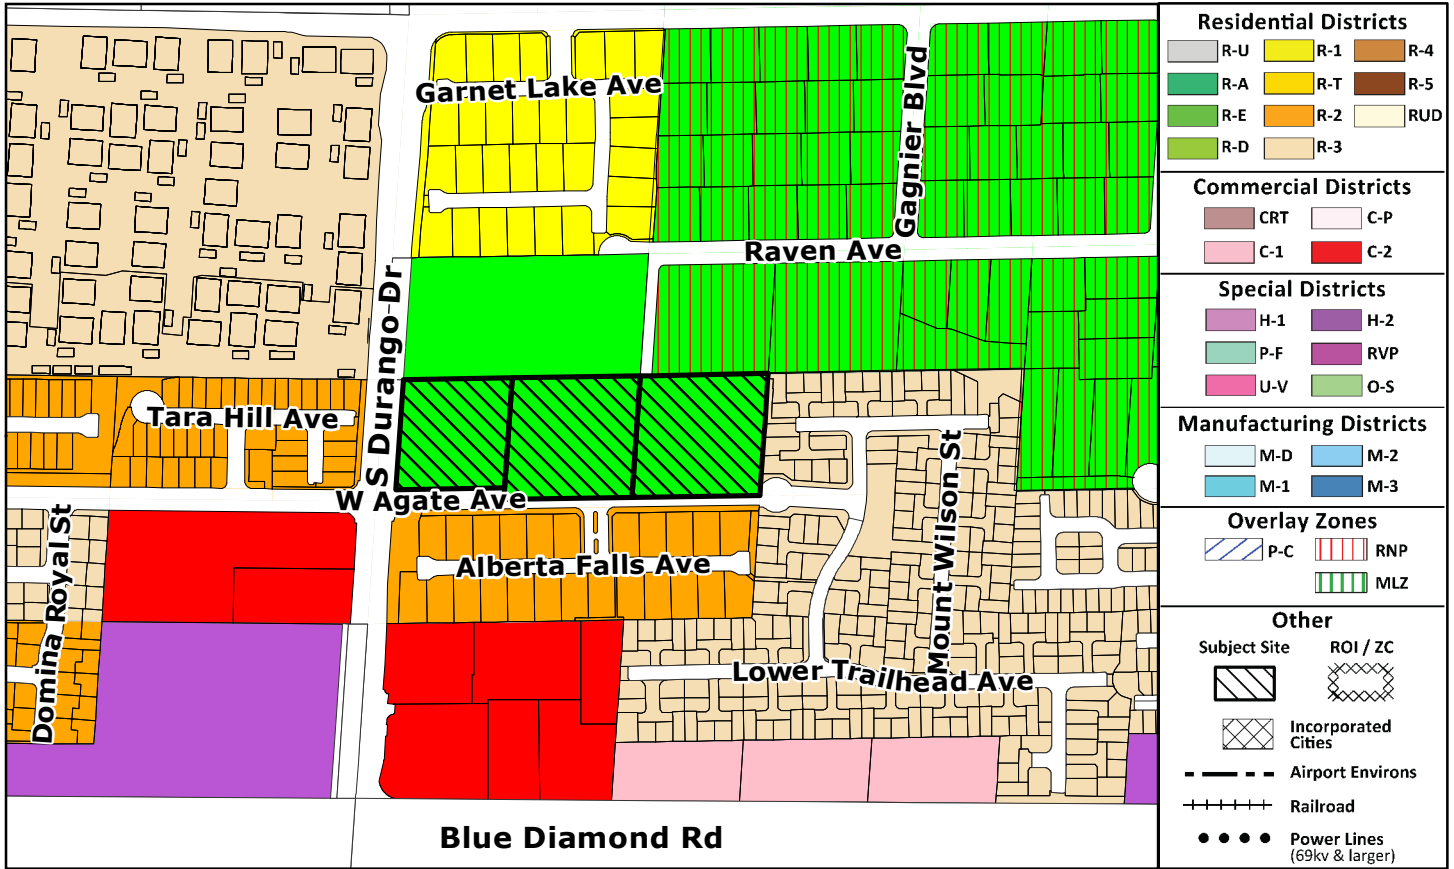 Garnet Lake Ave
Gagnier Blvd
Raven Ave
S Durango Dr
Tara Hill Ave
W Agate Ave
Domina Royal St
Alberta Falls Ave
Mount Wilson St
Lower Trailhead Ave
Blue Diamond Rd
Residential Districts
R-U R-1 R-4
R-A R-T R-5
R-E R-2 RUD
R-D R-3
Commercial Districts
CRT C-P
C-1 C-2
Special Districts
H-1 H-2
P-F RVP
U-V O-S
Manufacturing Districts
M-D M-2
M-1 M-3
Overlay Zones
P-C RNP
MLZ
Other
Subject Site ROI / ZC
Incorporated
Cities
Airport Environs
Railroad
Power Lines
(69kv & larger)